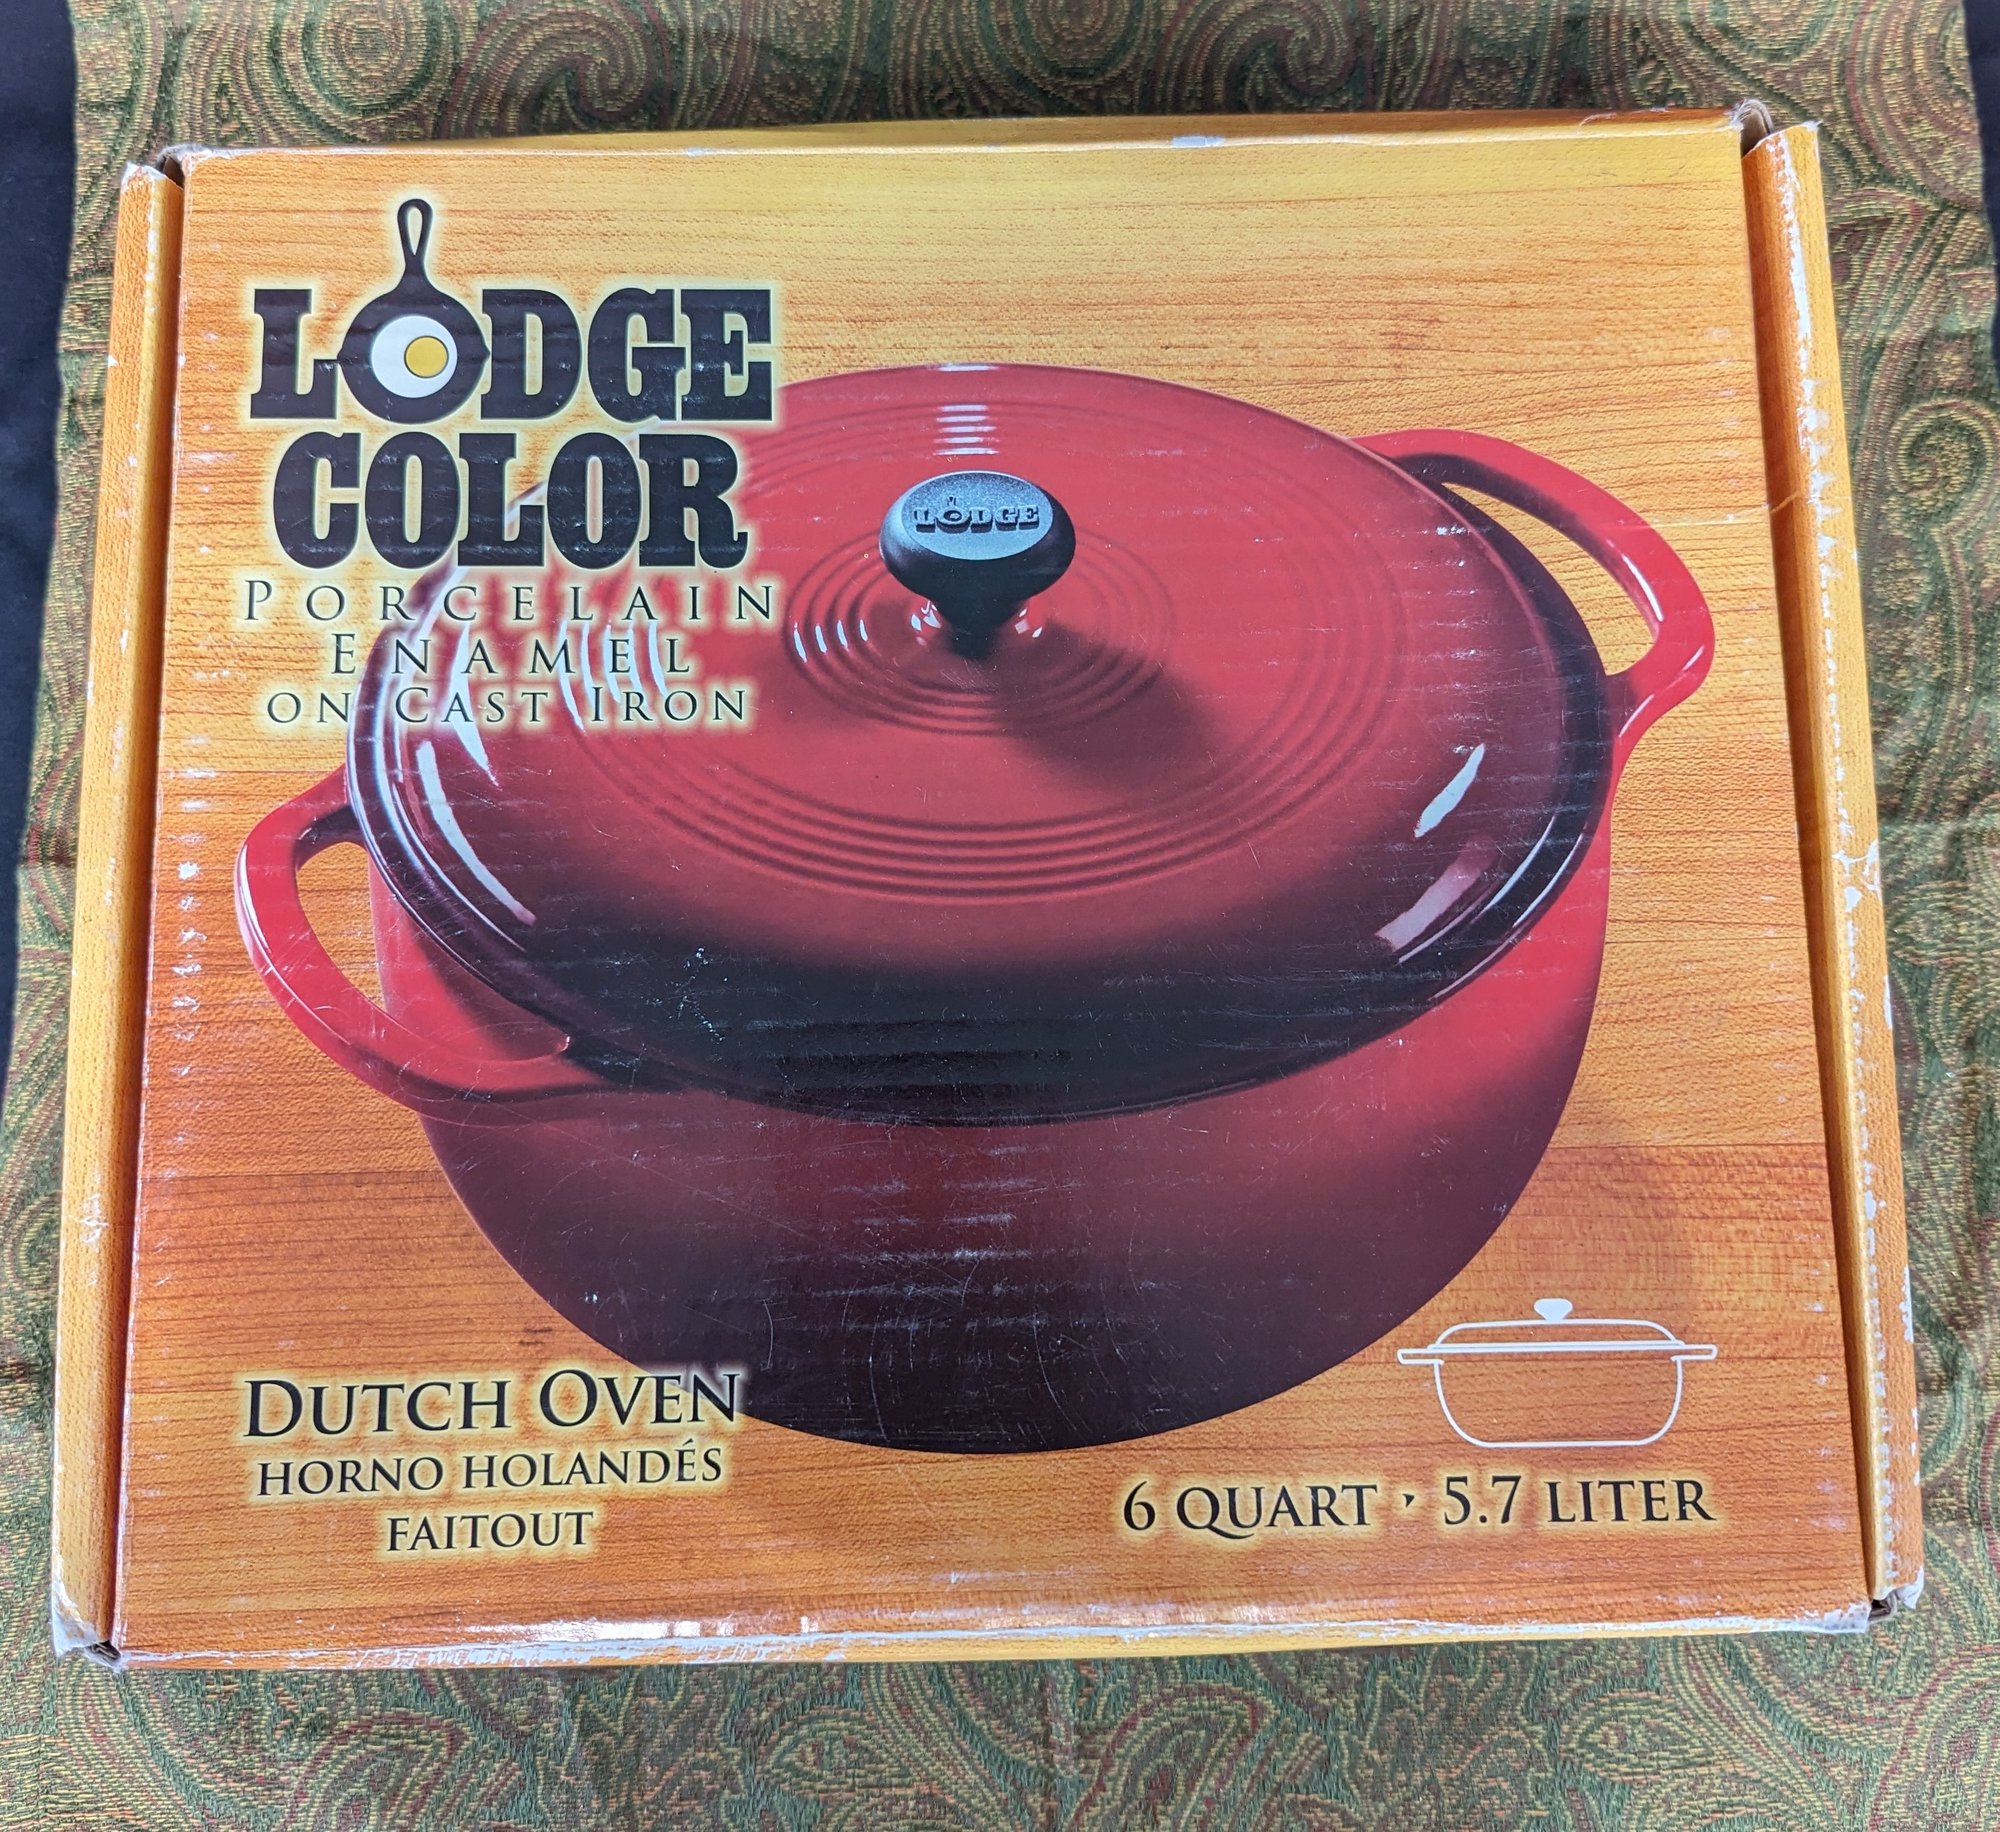 LODGE
COLOR
PORCELAIN
ENAMEL
ON CAST IRON
LODGE
DUTCH OVEN
HORNO HOLANDÉS
FAITOUT
6 QUART · 5.7 LITER